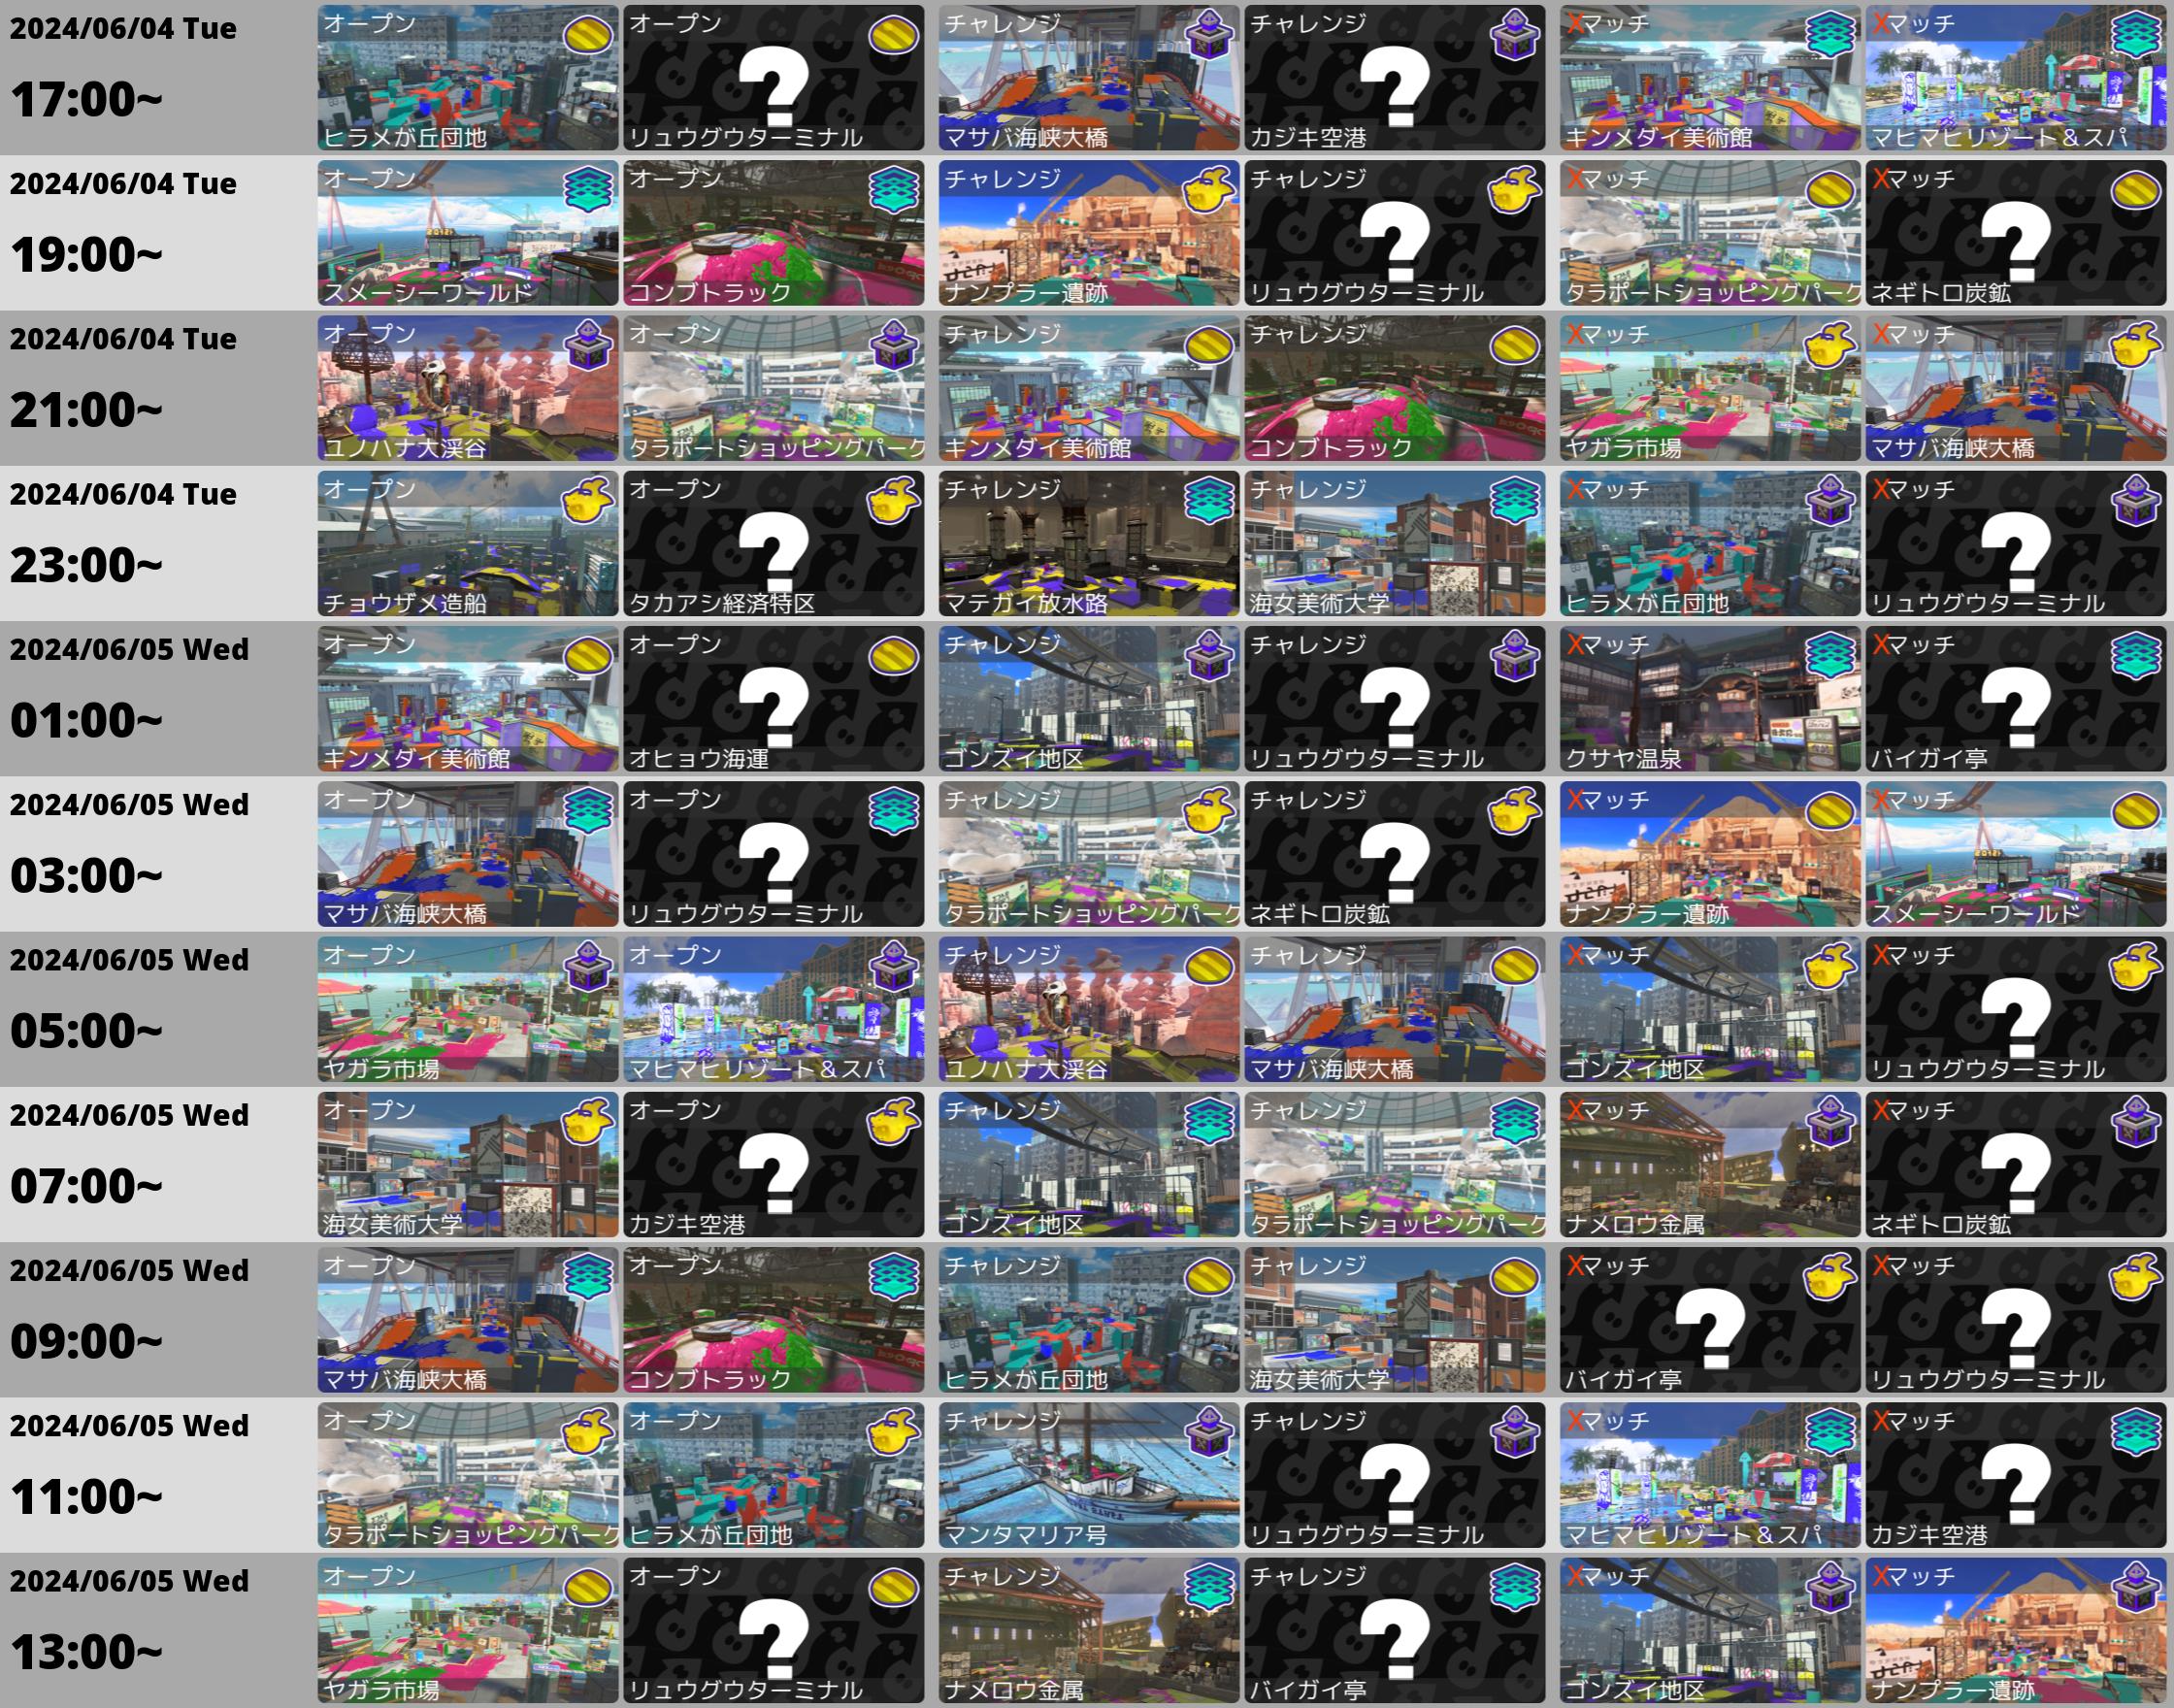 2024/06/04 Tue
17:00~
オープン
ヒラメが丘団地
オープン
リュウグウターミナル
チャレンジ
マサバ海峡大橋
チャレンジ
カジキ空港
Xマッチ
キンメダイ美術館
Xマッチ
マヒマヒリゾート＆スパ
2024/06/04 Tue
19:00~
オープン
スメーシーワールド
オープン
コンブトラック
チャレンジ
ナンプラー遺跡
チャレンジ
リュウグウターミナル
Xマッチ
タラポートショッピングパーク
Xマッチ
ネギトロ炭鉱
2024/06/04 Tue
21:00~
オープン
ユノハナ大渓谷
オープン
タラポートショッピングパーク
チャレンジ
キンメダイ美術館
チャレンジ
コンブトラック
Xマッチ
ヤガラ市場
Xマッチ
マサバ海峡大橋
2024/06/04 Tue
23:00~
オープン
チョウザメ造船
オープン
タカアシ経済特区
チャレンジ
マテガイ放水路
チャレンジ
海女美術大学
Xマッチ
ヒラメが丘団地
Xマッチ
リュウグウターミナル
2024/06/05 Wed
01:00~
オープン
キンメダイ美術館
オープン
オヒョウ海運
チャレンジ
ゴンズイ地区
チャレンジ
リュウグウターミナル
Xマッチ
クサヤ温泉
Xマッチ
バイガイ亭
2024/06/05 Wed
03:00~
オープン
マサバ海峡大橋
オープン
リュウグウターミナル
チャレンジ
タラポートショッピングパーク
チャレンジ
ネギトロ炭鉱
Xマッチ
ナンプラー遺跡
Xマッチ
スメーシーワールド
2024/06/05 Wed
05:00~
オープン
ヤガラ市場
オープン
マヒマヒリゾート＆スパ
チャレンジ
ユノハナ大渓谷
チャレンジ
マサバ海峡大橋
Xマッチ
ゴンズイ地区
Xマッチ
リュウグウターミナル
2024/06/05 Wed
07:00~
オープン
海女美術大学
オープン
カジキ空港
チャレンジ
ゴンズイ地区
チャレンジ
タラポートショッピングパーク
Xマッチ
ナメロウ金属
Xマッチ
ネギトロ炭鉱
2024/06/05 Wed
09:00~
オープン
マサバ海峡大橋
オープン
コンブトラック
チャレンジ
ヒラメが丘団地
チャレンジ
海女美術大学
Xマッチ
バイガイ亭
Xマッチ
リュウグウターミナル
2024/06/05 Wed
11:00~
オープン
タラポートショッピングパーク
オープン
ヒラメが丘団地
チャレンジ
マンタマリア号
チャレンジ
リュウグウターミナル
Xマッチ
マヒマヒリゾート＆スパ
Xマッチ
カジキ空港
2024/06/05 Wed
13:00~
オープン
ヤガラ市場
オープン
リュウグウターミナル
チャレンジ
ナメロウ金属
チャレンジ
バイガイ亭
Xマッチ
ゴンズイ地区
Xマッチ
ナンプラー遺跡